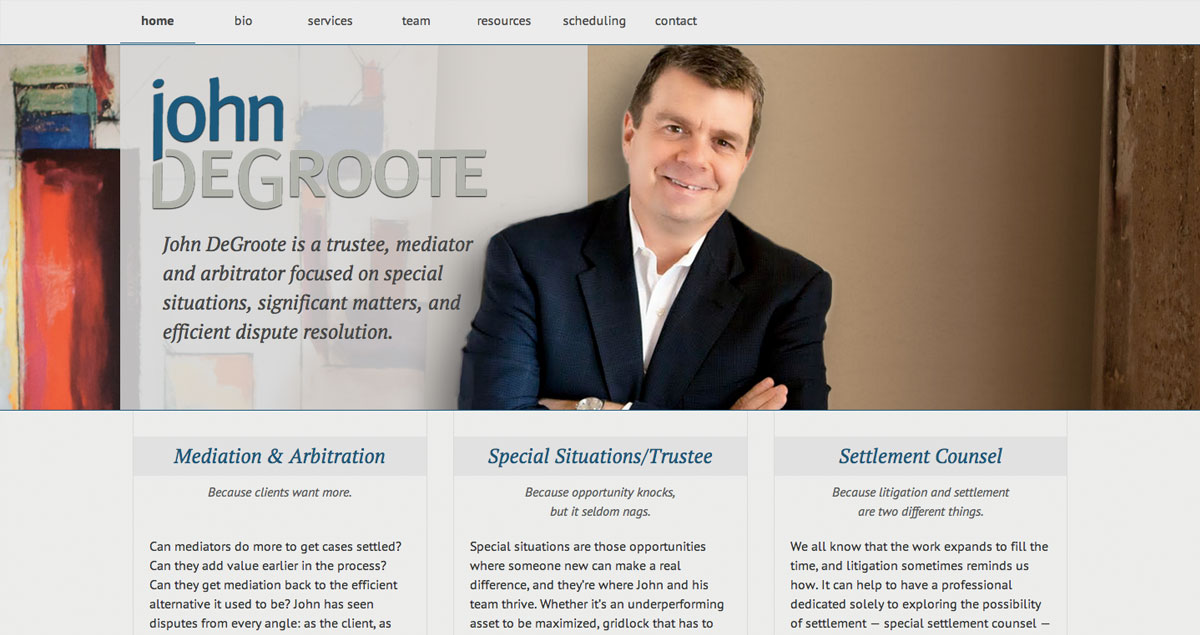 home bio services team resources scheduling contact
john
DEGROOTE
John DeGroote is a trustee, mediator
and arbitrator focused on special
situations, significant matters, and
efficient dispute resolution.
Mediation & Arbitration
Because clients want more.
Can mediators do more to get cases settled?
Can they add value earlier in the process?
Can they get mediation back to the efficient
alternative it used to be? John has seen
disputes from every angle: as the client, as
Special Situations/Trustee
Because opportunity knocks,
but it seldom nags.
Special situations are those opportunities
where someone new can make a real
difference, and they're where John and his
team thrive. Whether it's an underperforming
asset to be maximized, gridlock that has to
Settlement Counsel
Because litigation and settlement
are two different things.
We all know that the work expands to fill the
time, and litigation sometimes reminds us
how. It can help to have a professional
dedicated solely to exploring the possibility
of settlement — special settlement counsel —